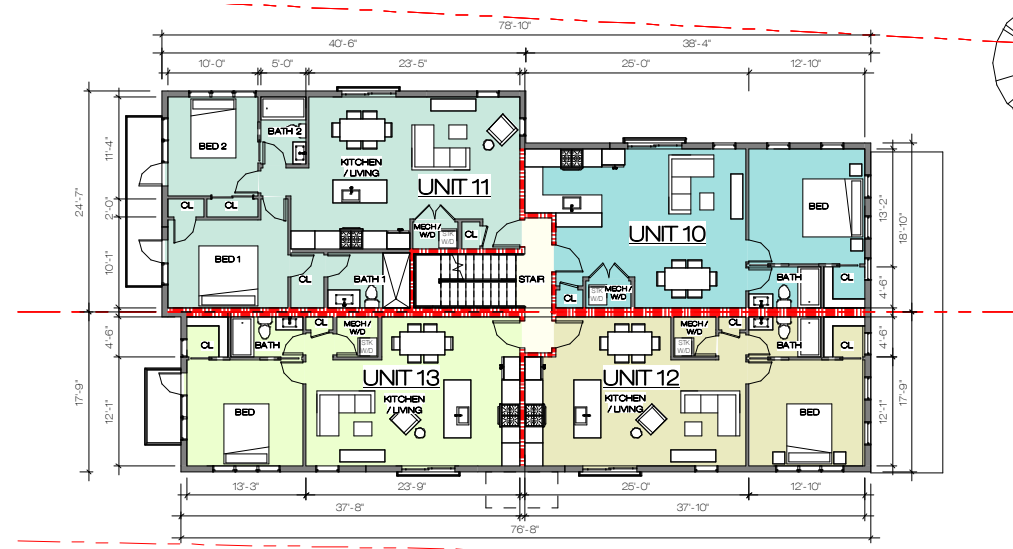 78'-10"
40'-6"
38'-4"
10'-0"
5'-0"
23'-5"
25'-0"
12'-10"
24'-7"
11'-4"
2'-0"
10'-1"
BED 2
BATH 2
KITCHEN
/ LIVING
UNIT 11
CL
CL
MECH /
W/D
STK
W/D
CL
BED 1
CL
BATH 1
STAIR
UNIT 10
BED
BATH
CL
CL
STK
W/D
MECH /
W/D
13'-2"
4'-6"
18'-10"
4'-6"
12'-1"
17'-9"
CL
BATH
CL
MECH /
W/D
STK
W/D
UNIT 13
KITCHEN
/ LIVING
BED
MECH /
W/D
STK
W/D
CL
BATH
CL
UNIT 12
KITCHEN
/ LIVING
BED
4'-6"
12'-1"
17'-9"
13'-3"
23'-9"
25'-0"
12'-10"
37'-8"
37'-10"
76'-8"